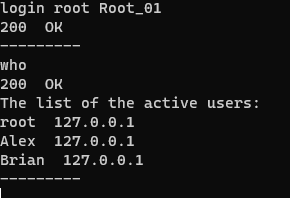 login root Root_01
200  OK
---------
who
200  OK
The list of the active users:
root  127.0.0.1
Alex  127.0.0.1
Brian  127.0.0.1
---------